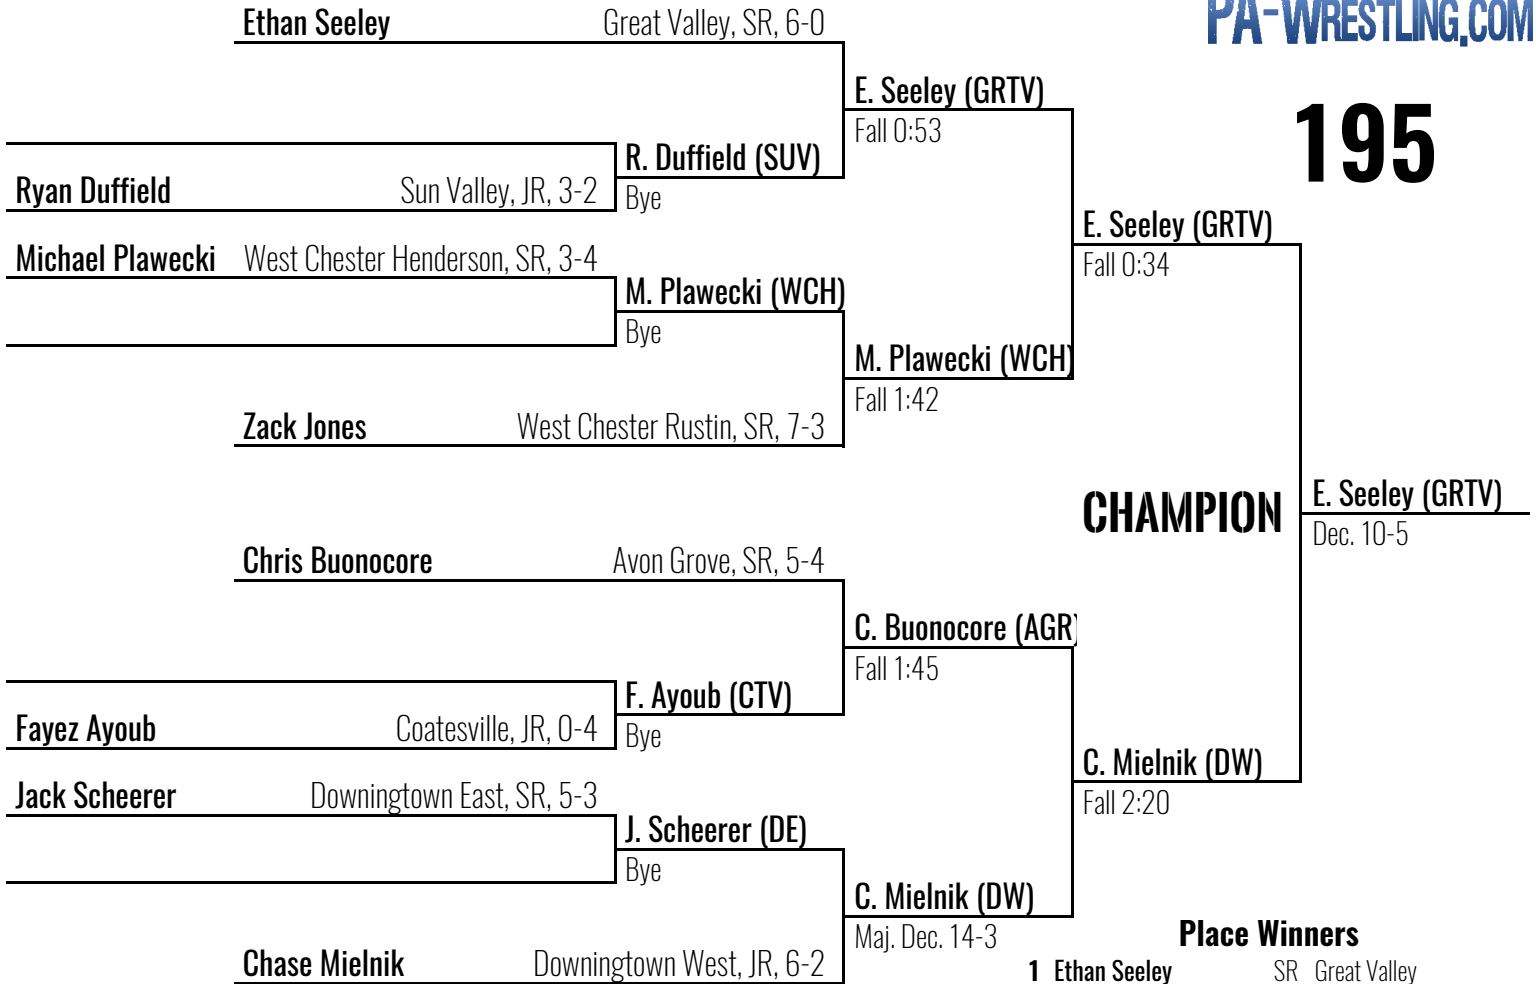 PA-WRESTLING.COM
195
Ethan Seeley Great Valley, SR, 6-0
E. Seeley (GRTV)
Fall 0:53
R. Duffield (SUV)
Bye
Ryan Duffield Sun Valley, JR, 3-2
E. Seeley (GRTV)
Fall 0:34
Michael Plawecki West Chester Henderson, SR, 3-4
M. Plawecki (WCH)
Bye
M. Plawecki (WCH)
Fall 1:42
Zack Jones West Chester Rustin, SR, 7-3
CHAMPION
E. Seeley (GRTV)
Dec. 10-5
Chris Buonocore Avon Grove, SR, 5-4
C. Buonocore (AGR)
Fall 1:45
F. Ayoub (CTV)
Bye
Fayez Ayoub Coatesville, JR, 0-4
C. Mielnik (DW)
Fall 2:20
Jack Scheerer Downingtown East, SR, 5-3
J. Scheerer (DE)
Bye
C. Mielnik (DW)
Maj. Dec. 14-3
Chase Mielnik Downingtown West, JR, 6-2
Place Winners
1 Ethan Seeley SR Great Valley